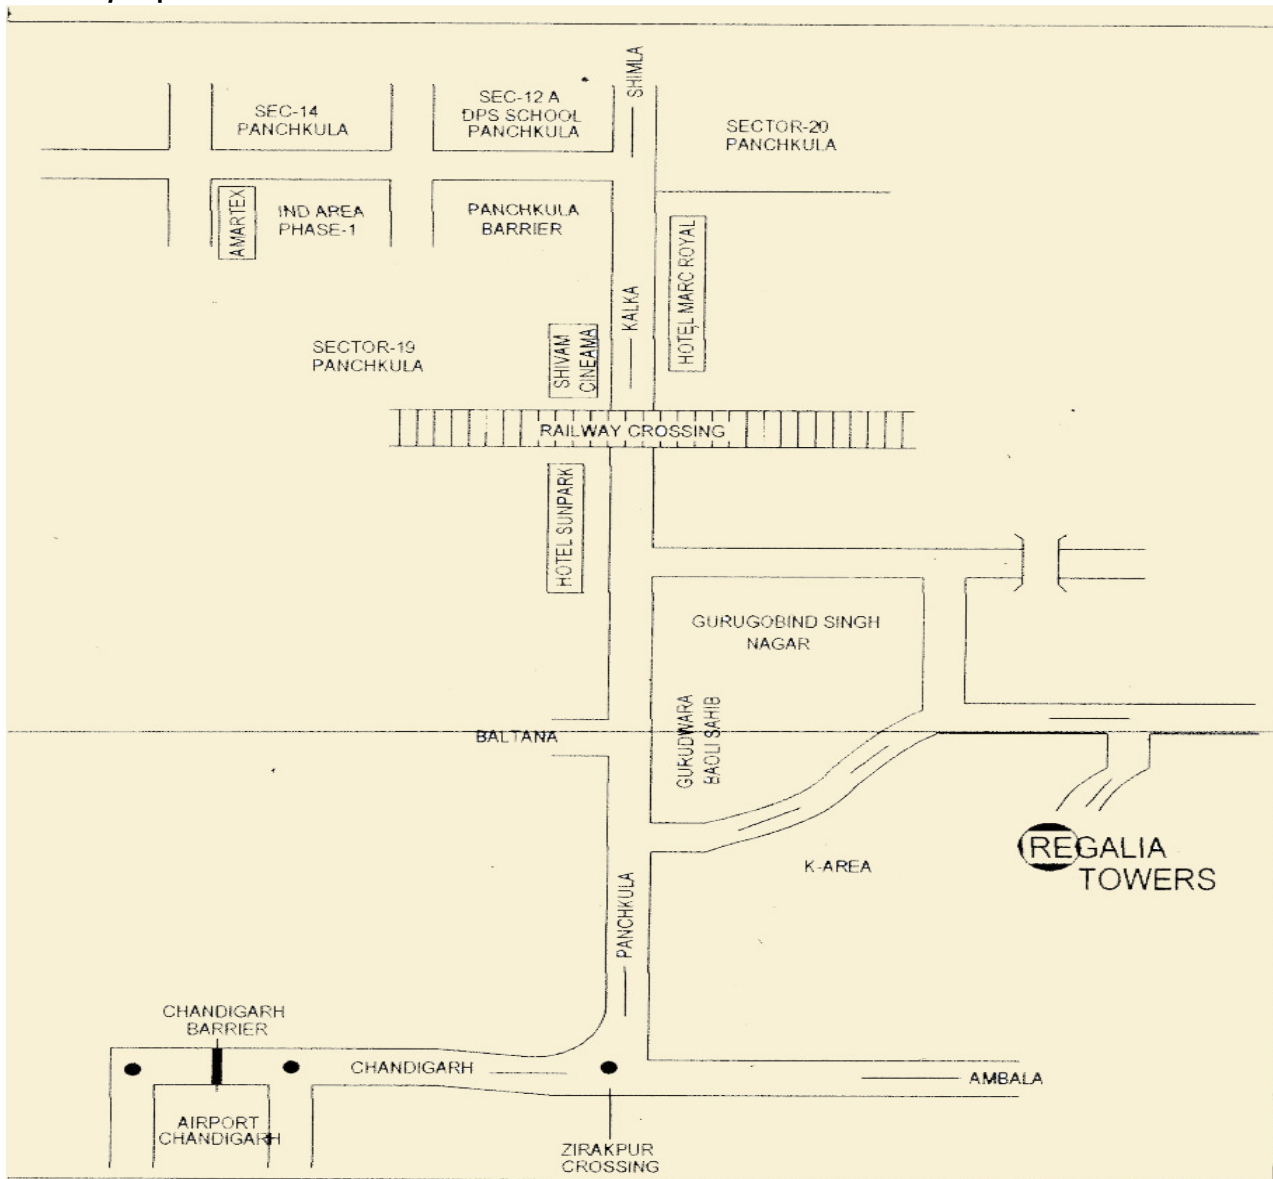 SHIMLA
SEC-14
PANCHKULA
SEC-12 A
DPS SCHOOL
PANCHKULA
SECTOR-20
PANCHKULA
AMARTEX
IND AREA
PHASE-1
PANCHKULA
BARRIER
HOTEL MARC ROYAL
KALKA
SECTOR-19
PANCHKULA
SHIVAM
CINEAMA
RAILWAY CROSSING
HOTEL SUNPARK
GURUGOBIND SINGH
NAGAR
GURUDWARA
BAOLI SAHIB
BALTANA
K-AREA
REGALIA
TOWERS
PANCHKULA
CHANDIGARH
BARRIER
CHANDIGARH
AMBALA
AIRPORT
CHANDIGARH
ZIRAKPUR
CROSSING